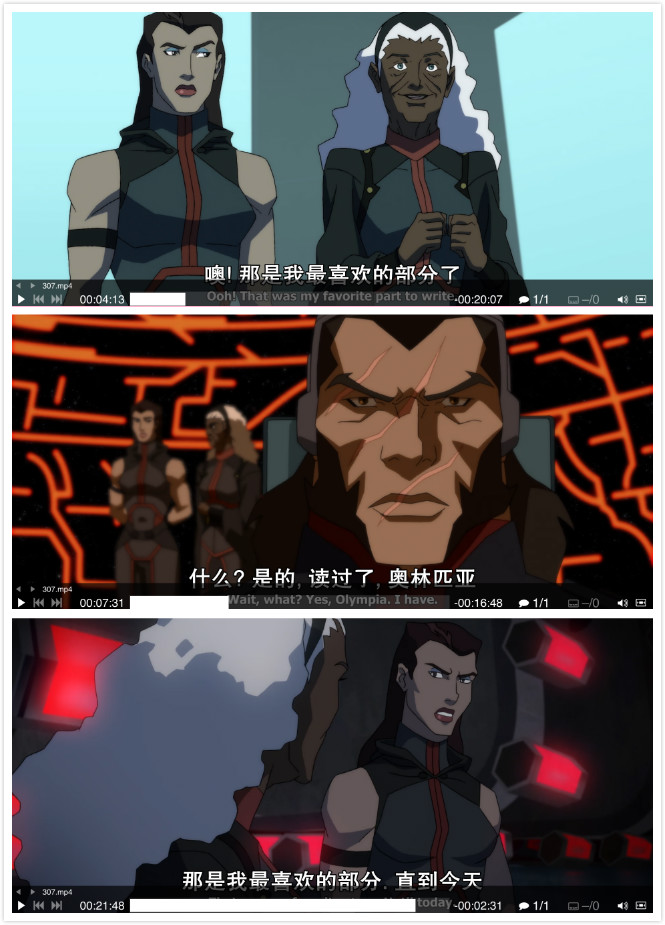 噢! 那是我最喜欢的部分了
307.mp4
Ooh! That was my favorite part to write.
00:04:13 -00:20:07 1/1 –/0
什么? 是的, 读过了, 奥林匹亚
307.mp4
Wait, what? Yes, Olympia. I have.
00:07:31 -00:16:48 1/1 –/0
那是我最喜欢的部分. 直到今天
307.mp4
today
00:21:48 -00:02:31 1/1 –/0